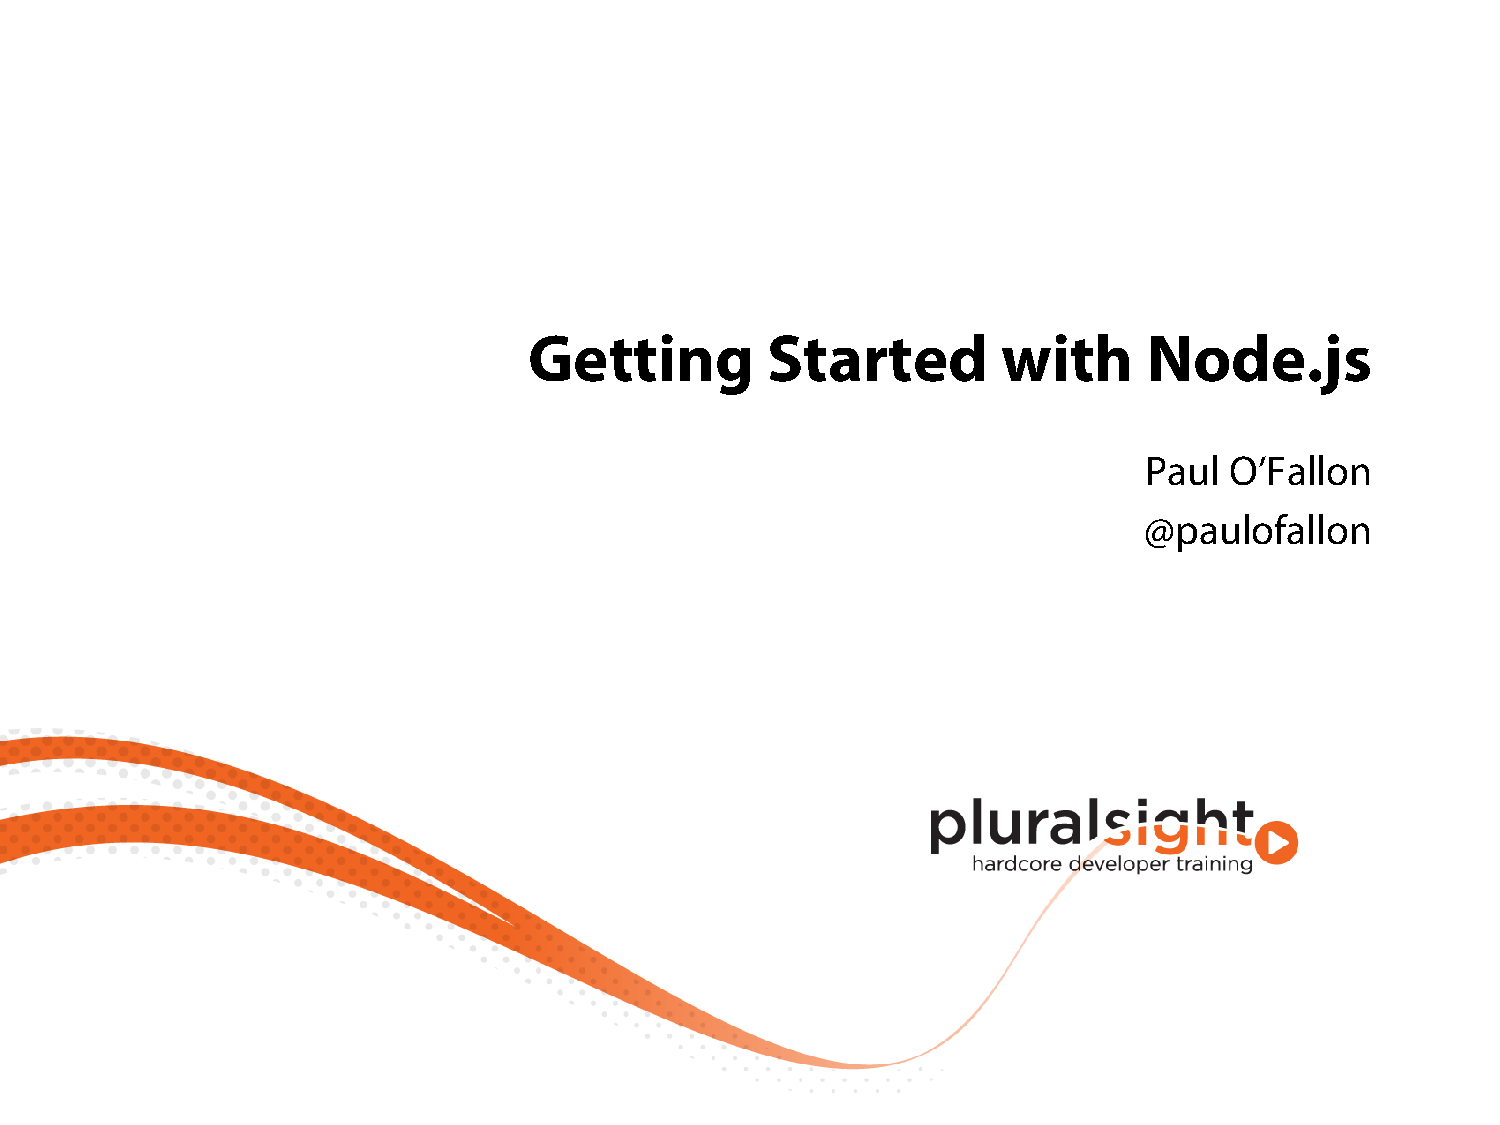 Getting Started with Node.js
Paul O’Fallon
@paulofallon
pluralsight
hardcore developer training